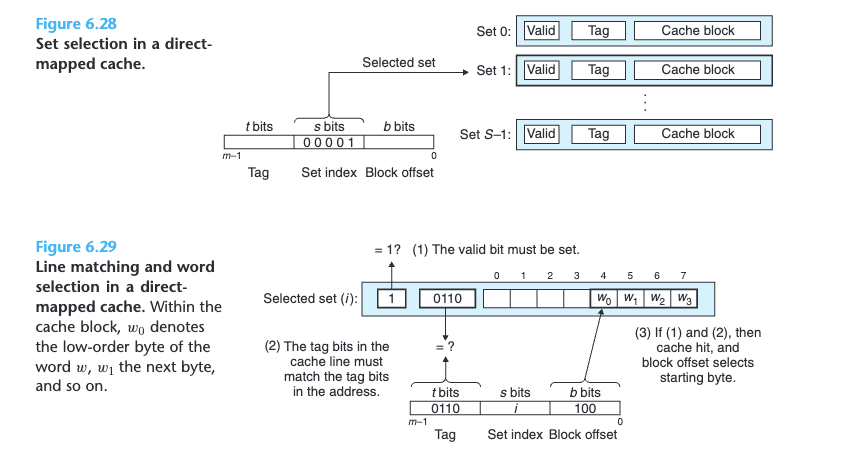 Figure 6.28
Set selection in a direct-
mapped cache.
Set 0: Valid Tag Cache block
Selected set
Set 1: Valid Tag Cache block
⋮
t bits s bits b bits
Set S–1: Valid Tag Cache block
0 0 0 0 1
m–1 0
Tag Set index Block offset
Figure 6.29
Line matching and word
selection in a direct-
mapped cache. Within the
cache block, w0 denotes
the low-order byte of the
word w, w1 the next byte,
and so on.
= 1? (1) The valid bit must be set.
0 1 2 3 4 5 6 7
Selected set (i): 1 0110 w0 w1 w2 w3
(2) The tag bits in the
cache line must
match the tag bits
in the address.
= ?
(3) If (1) and (2), then
cache hit, and
block offset selects
starting byte.
t bits s bits b bits
0110 i 100
m–1 0
Tag Set index Block offset